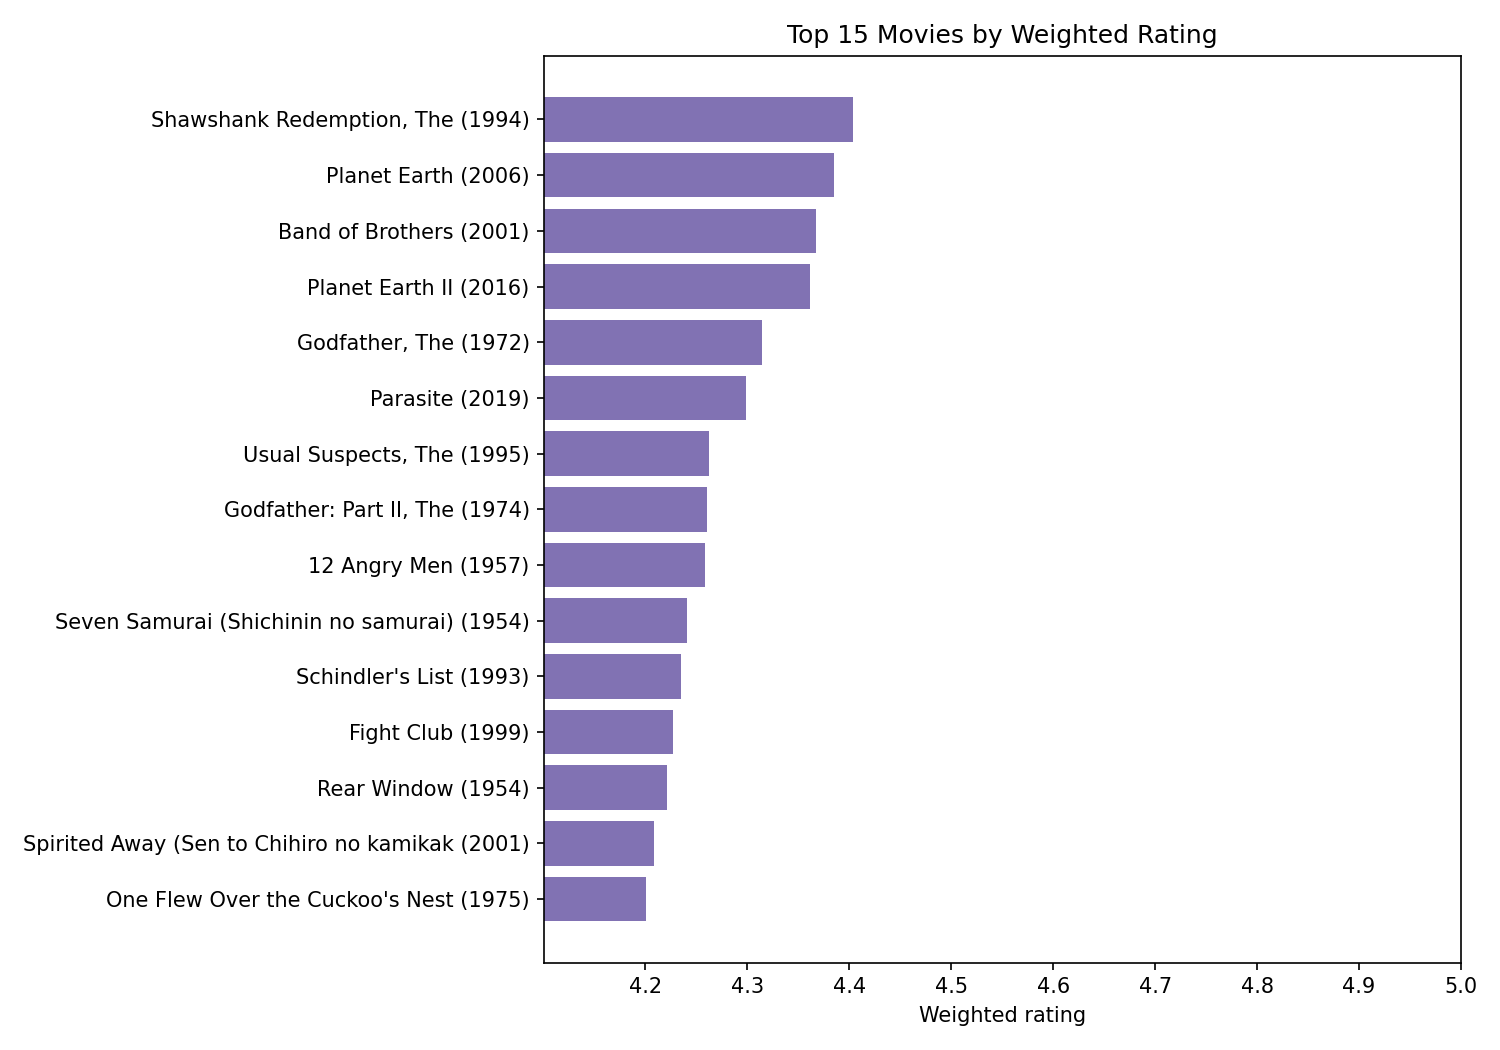 Top 15 Movies by Weighted Rating
Shawshank Redemption, The (1994)
Planet Earth (2006)
Band of Brothers (2001)
Planet Earth II (2016)
Godfather, The (1972)
Parasite (2019)
Usual Suspects, The (1995)
Godfather: Part II, The (1974)
12 Angry Men (1957)
Seven Samurai (Shichinin no samurai) (1954)
Schindler's List (1993)
Fight Club (1999)
Rear Window (1954)
Spirited Away (Sen to Chihiro no kamikak (2001)
One Flew Over the Cuckoo's Nest (1975)
4.2 4.3 4.4 4.5 4.6 4.7 4.8 4.9 5.0
Weighted rating